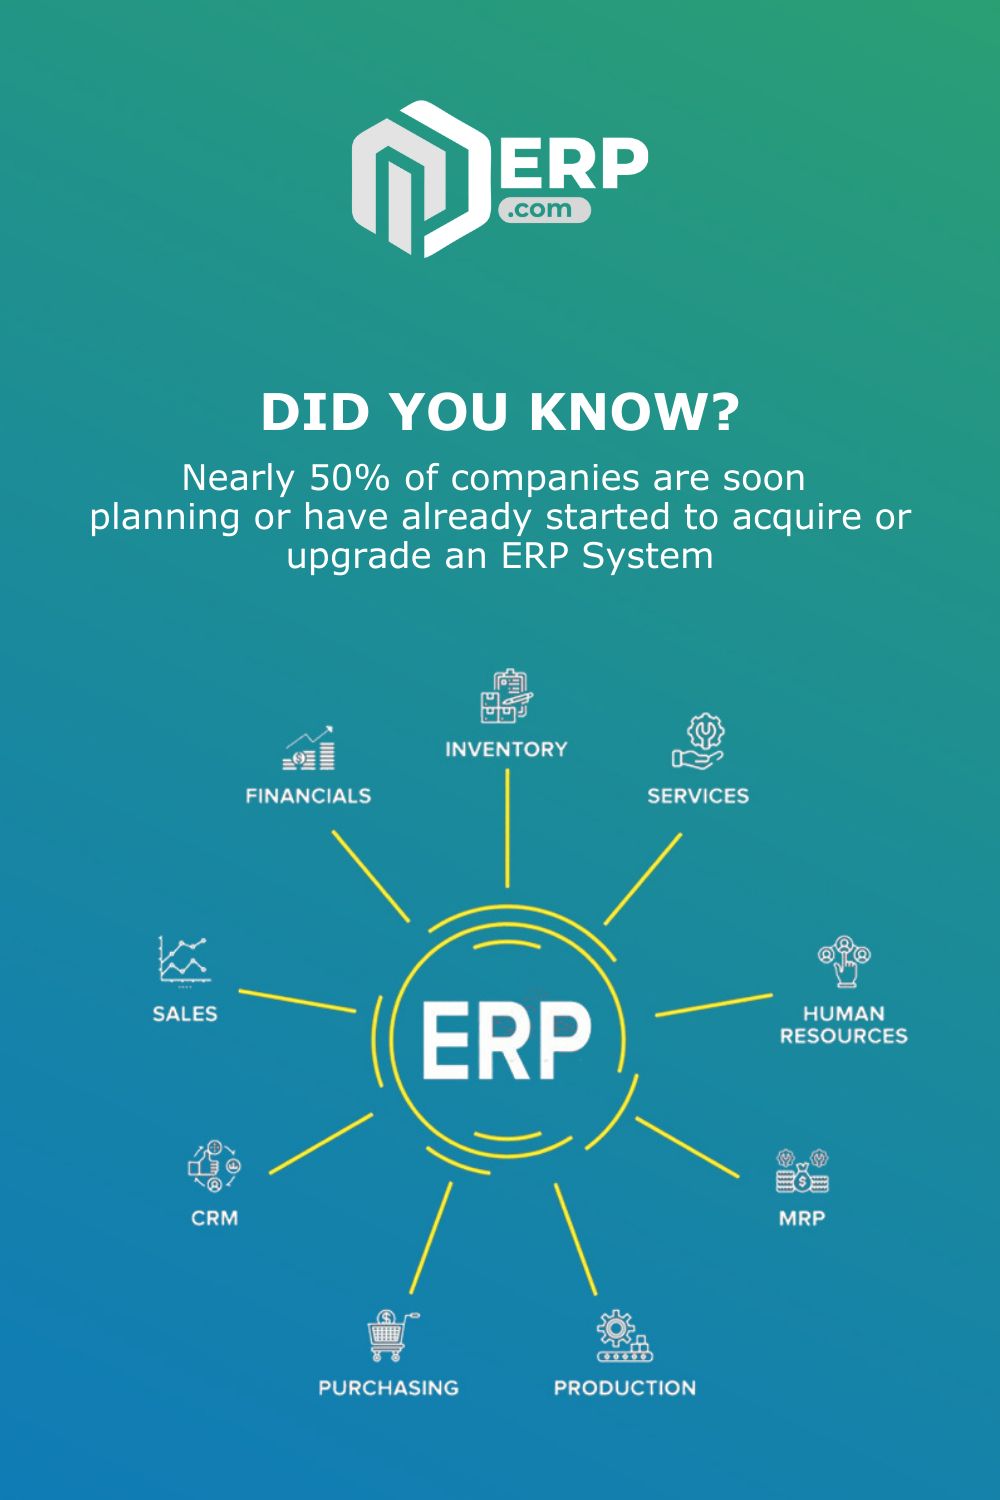 ERP
.com
DID YOU KNOW?
Nearly 50% of companies are soon
planning or have already started to acquire or
upgrade an ERP System
INVENTORY
FINANCIALS
SERVICES
SALES
ERP
HUMAN
RESOURCES
CRM
MRP
PURCHASING
PRODUCTION